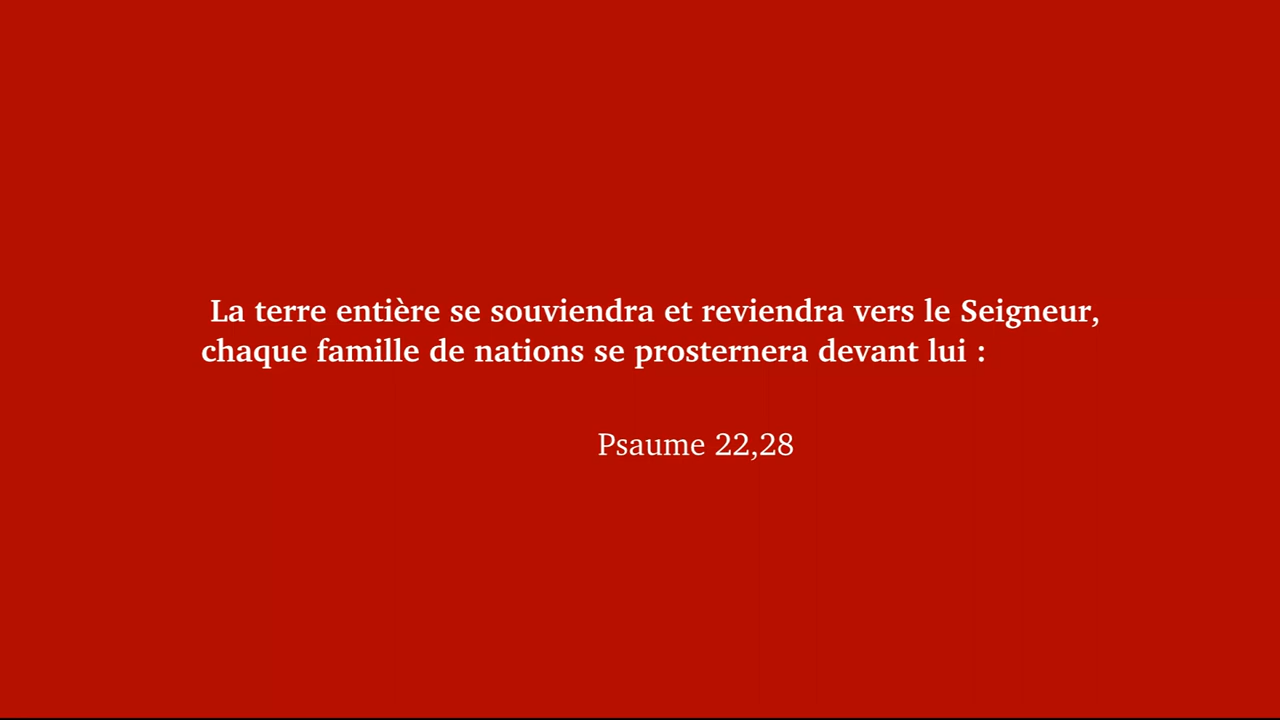 La terre entière se souviendra et reviendra vers le Seigneur,
chaque famille de nations se prosternera devant lui :
Psaume 22,28